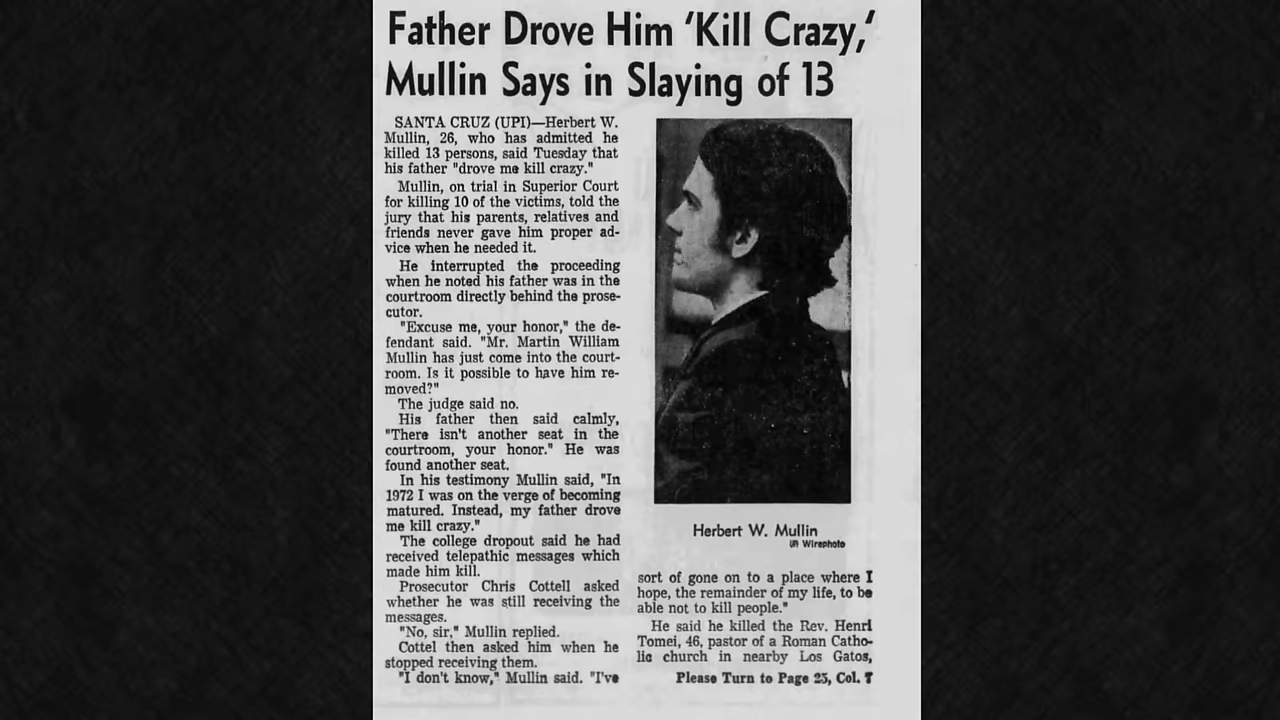 Father Drove Him 'Kill Crazy,'
Mullin Says in Slaying of 13
SANTA CRUZ (UPI)—Herbert W.
Mullin, 26, who has admitted he
killed 13 persons, said Tuesday that
his father "drove me kill crazy."
Mullin, on trial in Superior Court
for killing 10 of the victims, told the
jury that his parents, relatives and
friends never gave him proper ad-
vice when he needed it.
He interrupted the proceeding
when he noted his father was in the
courtroom directly behind the prose-
cutor.
"Excuse me, your honor," the de-
fendant said. "Mr. Martin William
Mullin has just come into the court-
room. Is it possible to have him re-
moved?"
The judge said no.
His father then said calmly,
"There isn't another seat in the
courtroom, your honor." He was
found another seat.
In his testimony Mullin said, "In
1972 I was on the verge of becoming
matured. Instead, my father drove
me kill crazy."
The college dropout said he had
received telepathic messages which
made him kill.
Prosecutor Chris Cottell asked
whether he was still receiving the
messages.
"No, sir," Mullin replied.
Cottel then asked him when he
stopped receiving them.
"I don't know," Mullin said. "I've
Herbert W. Mullin
UPI Wirephoto
sort of gone on to a place where I
hope, the remainder of my life, to be
able not to kill people."
He said he killed the Rev. Henri
Tomei, 46, pastor of a Roman Catho-
lic church in nearby Los Gatos,
Please Turn to Page 25, Col. 7